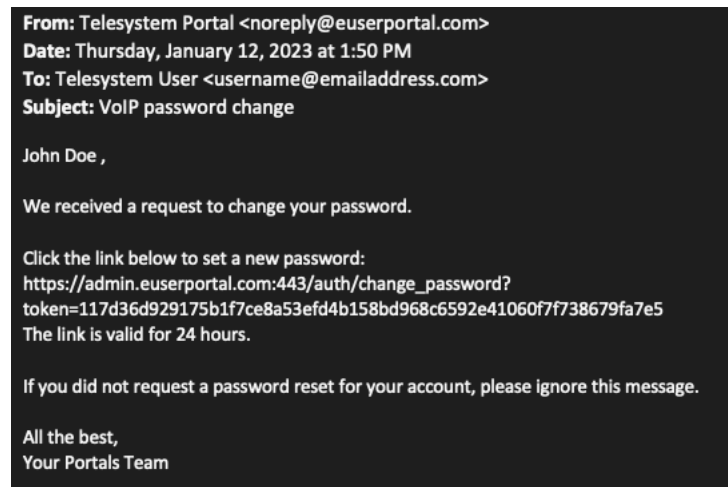 From: Telesystem Portal <noreply@euserportal.com>
Date: Thursday, January 12, 2023 at 1:50 PM
To: Telesystem User <username@emailaddress.com>
Subject: VoIP password change
John Doe ,
We received a request to change your password.
Click the link below to set a new password:
https://admin.euserportal.com:443/auth/change_password?
token=117d36d929175b1f7ce8a53efd4b158bd968c6592e41060f7f738679fa7e5
The link is valid for 24 hours.
If you did not request a password reset for your account, please ignore this message.
All the best,
Your Portals Team